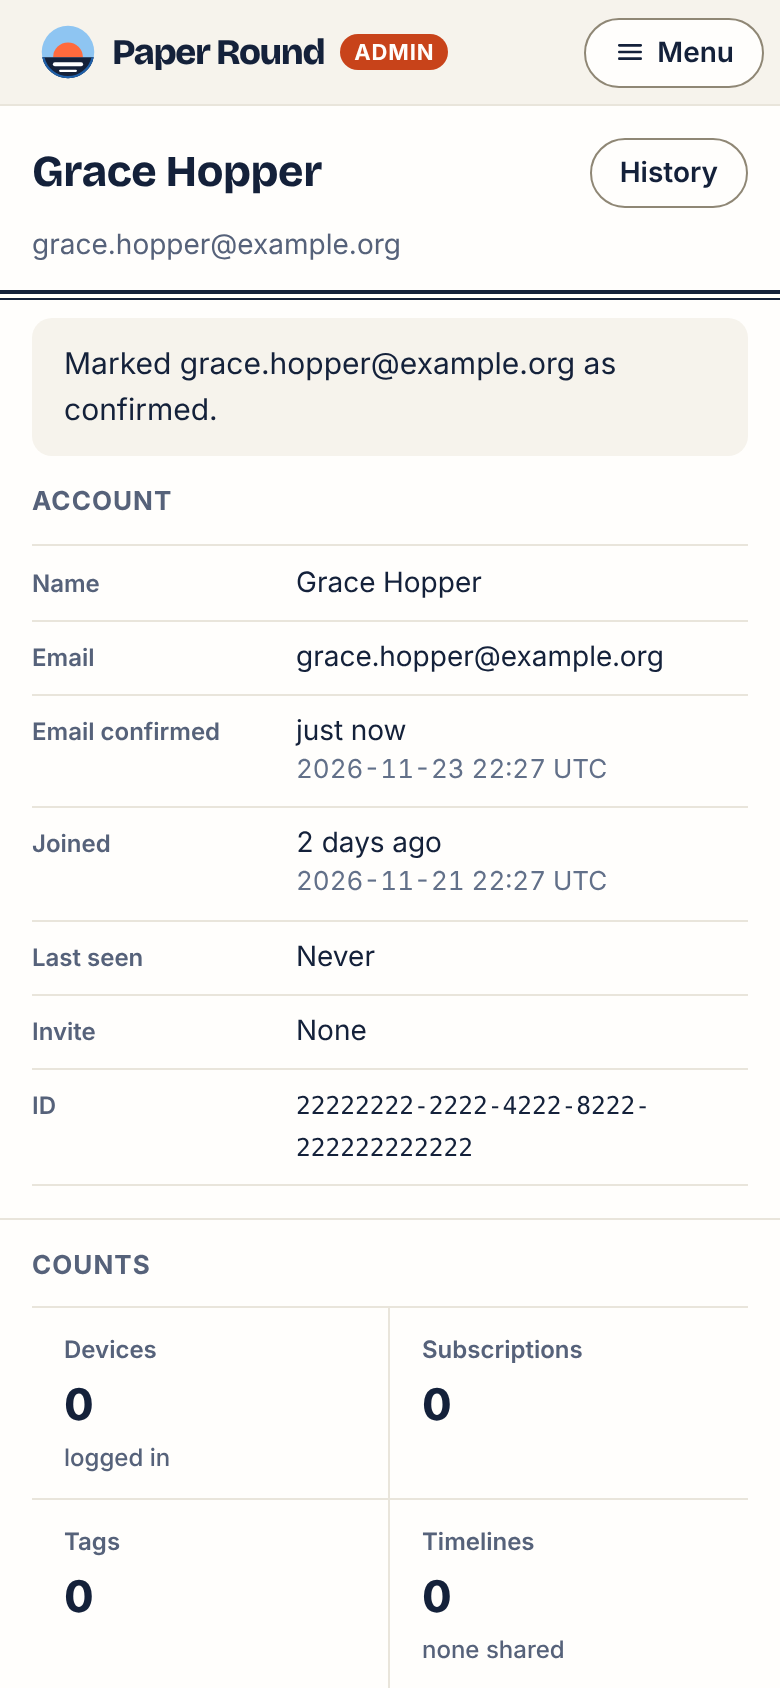 Paper Round ADMIN Menu
Grace Hopper History
grace.hopper@example.org
Marked grace.hopper@example.org as
confirmed.
ACCOUNT
Name Grace Hopper
Email grace.hopper@example.org
Email confirmed just now
2026-11-23 22:27 UTC
Joined 2 days ago
2026-11-21 22:27 UTC
Last seen Never
Invite None
ID 22222222-2222-4222-8222-
222222222222
COUNTS
Devices Subscriptions
0 0
logged in
Tags Timelines
0 0
none shared